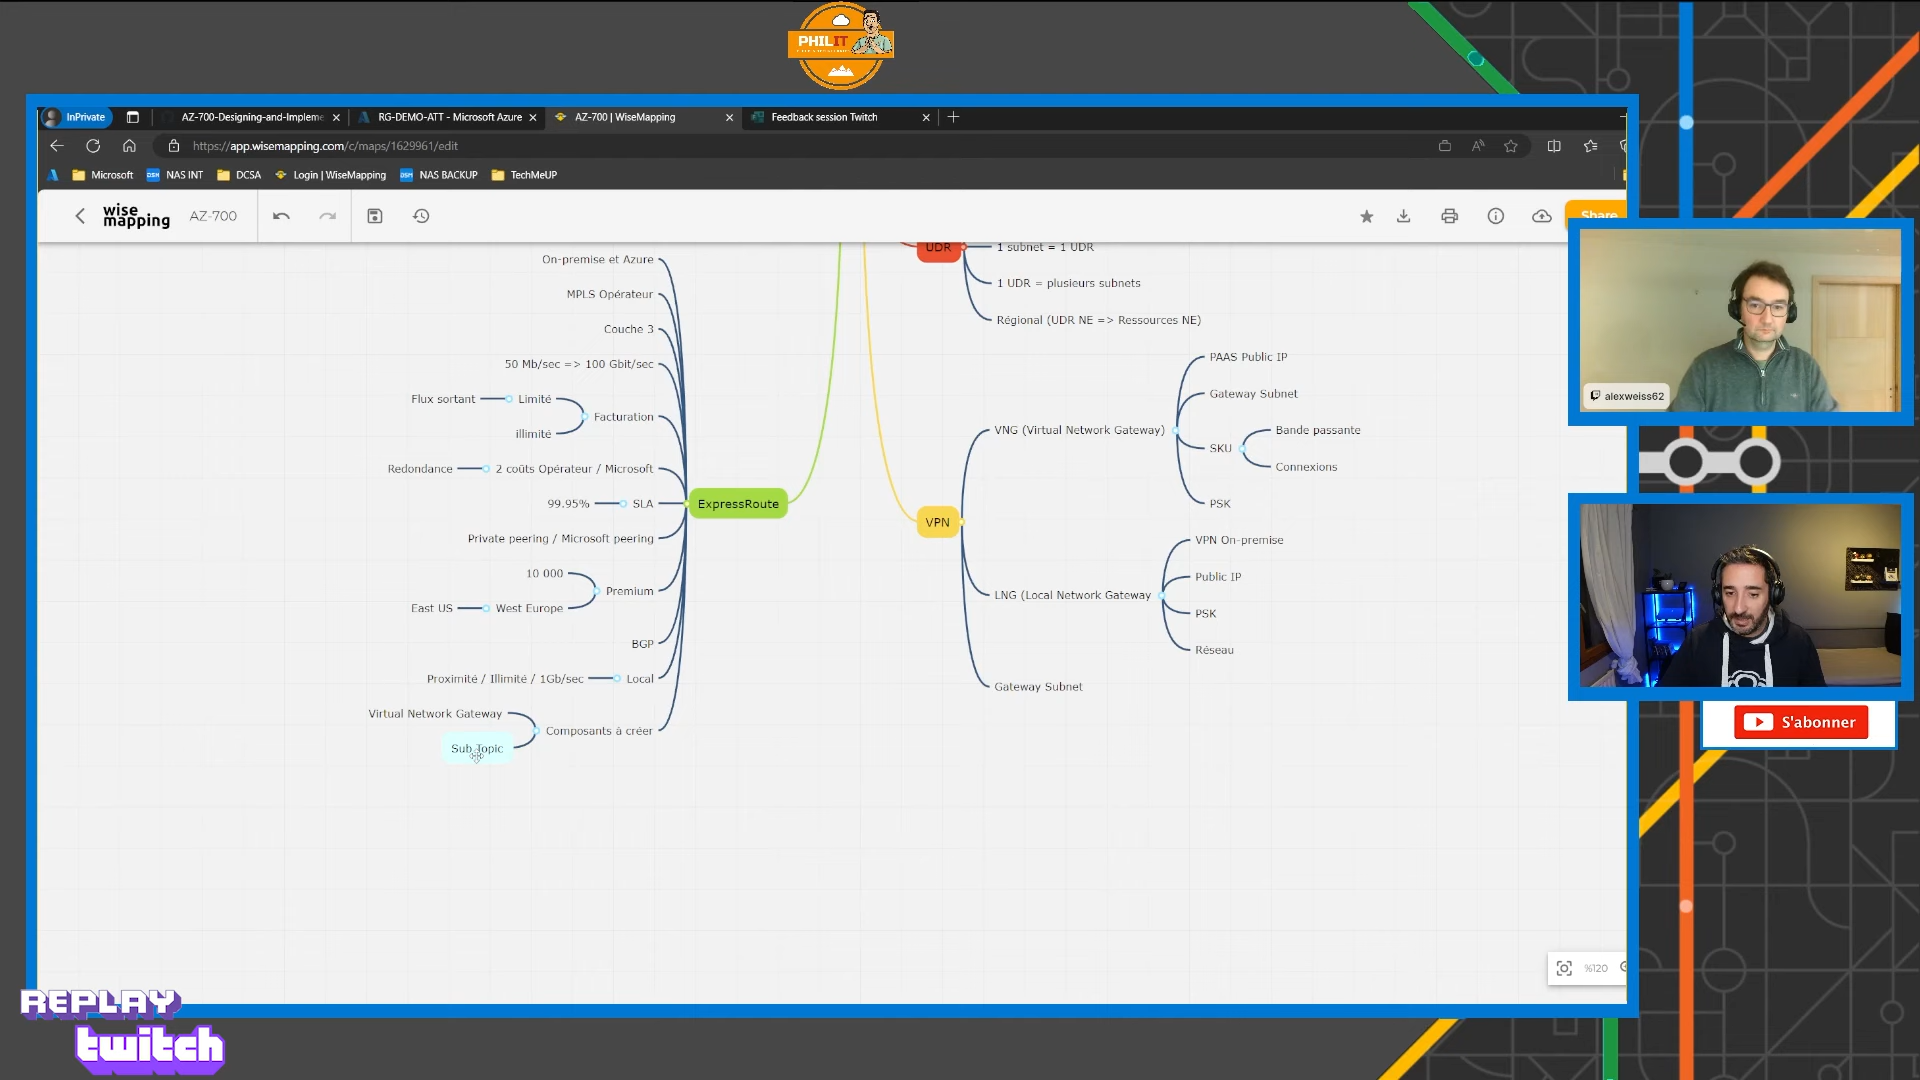 PHILIT
InPrivate
AZ-700-Designing-and-Impleme
RG-DEMO-ATT - Microsoft Azure
AZ-700 | WiseMapping
Feedback session Twitch
https://app.wisemapping.com/c/maps/1629961/edit
Microsoft
NAS INT
DCSA
Login | WiseMapping
NAS BACKUP
TechMeUP
wise mapping
AZ-700
Share
On-premise et Azure
MPLS Opérateur
Couche 3
50 Mb/sec => 100 Gbit/sec
Flux sortant
Limité
illimité
Facturation
Redondance
2 coûts Opérateur / Microsoft
99.95%
SLA
ExpressRoute
Private peering / Microsoft peering
10 000
Premium
East US
West Europe
BGP
Proximité / Illimité / 1Gb/sec
Local
Virtual Network Gateway
Composants à créer
Sub Topic
UDR
1 subnet = 1 UDR
1 UDR = plusieurs subnets
Régional (UDR NE => Ressources NE)
VPN
VNG (Virtual Network Gateway)
PAAS Public IP
Gateway Subnet
SKU
Bande passante
Connexions
PSK
LNG (Local Network Gateway
VPN On-premise
Public IP
PSK
Réseau
Gateway Subnet
%120
alexweiss62
S'abonner
REPLAY
twitch